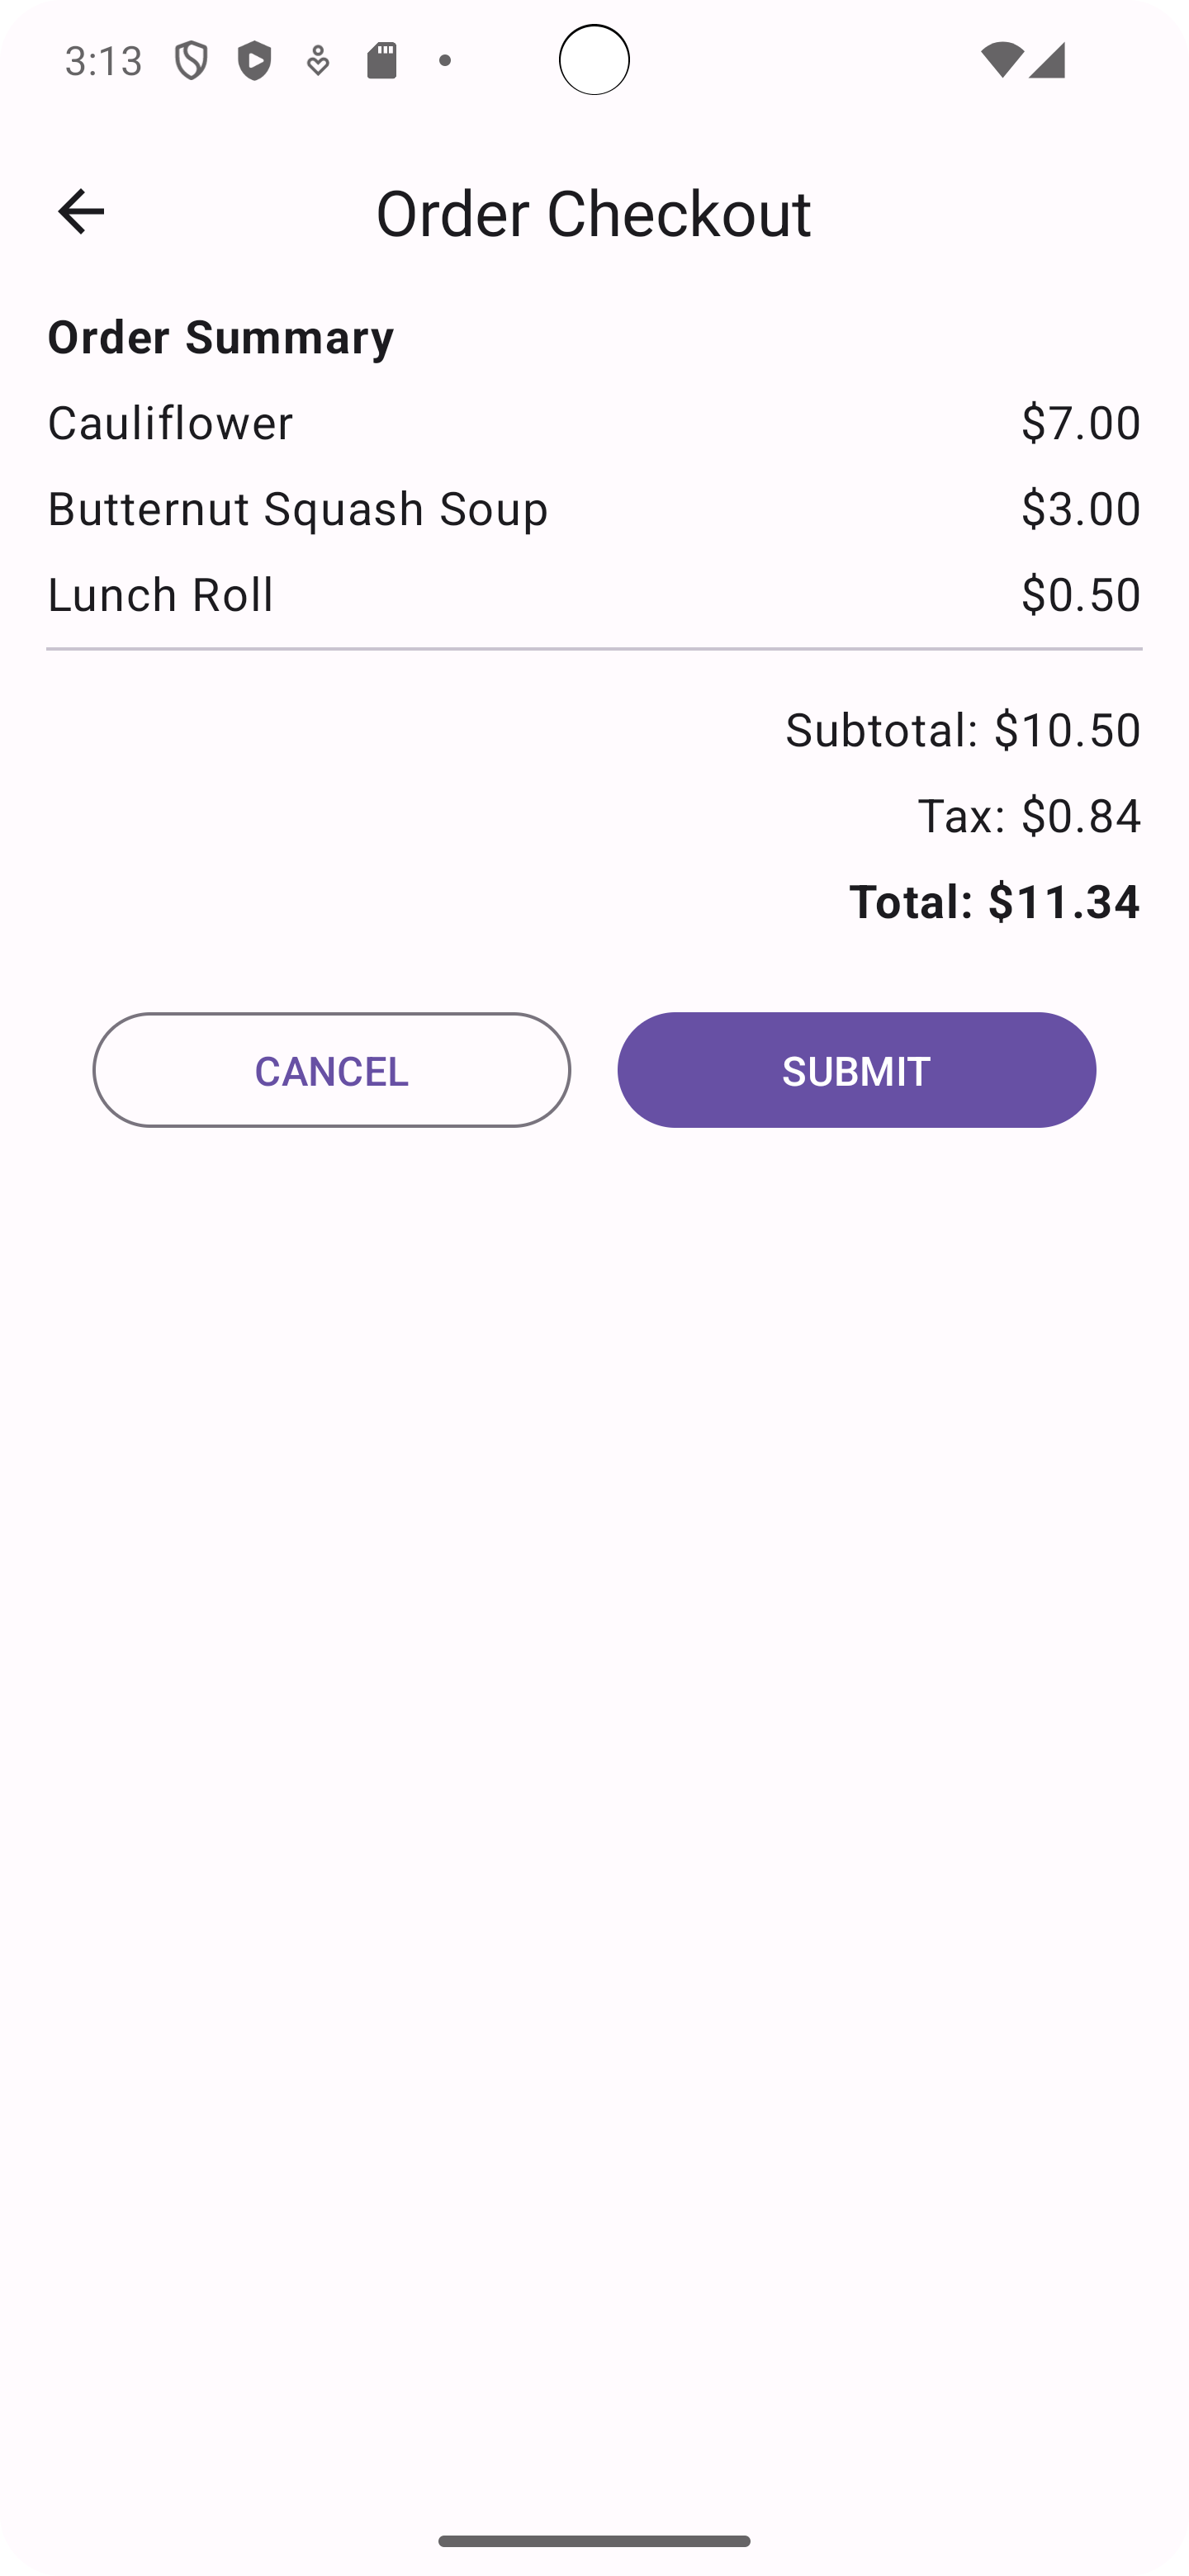 3:13
Order Checkout
Order Summary
Cauliflower $7.00
Butternut Squash Soup $3.00
Lunch Roll $0.50
Subtotal: $10.50
Tax: $0.84
Total: $11.34
CANCEL SUBMIT